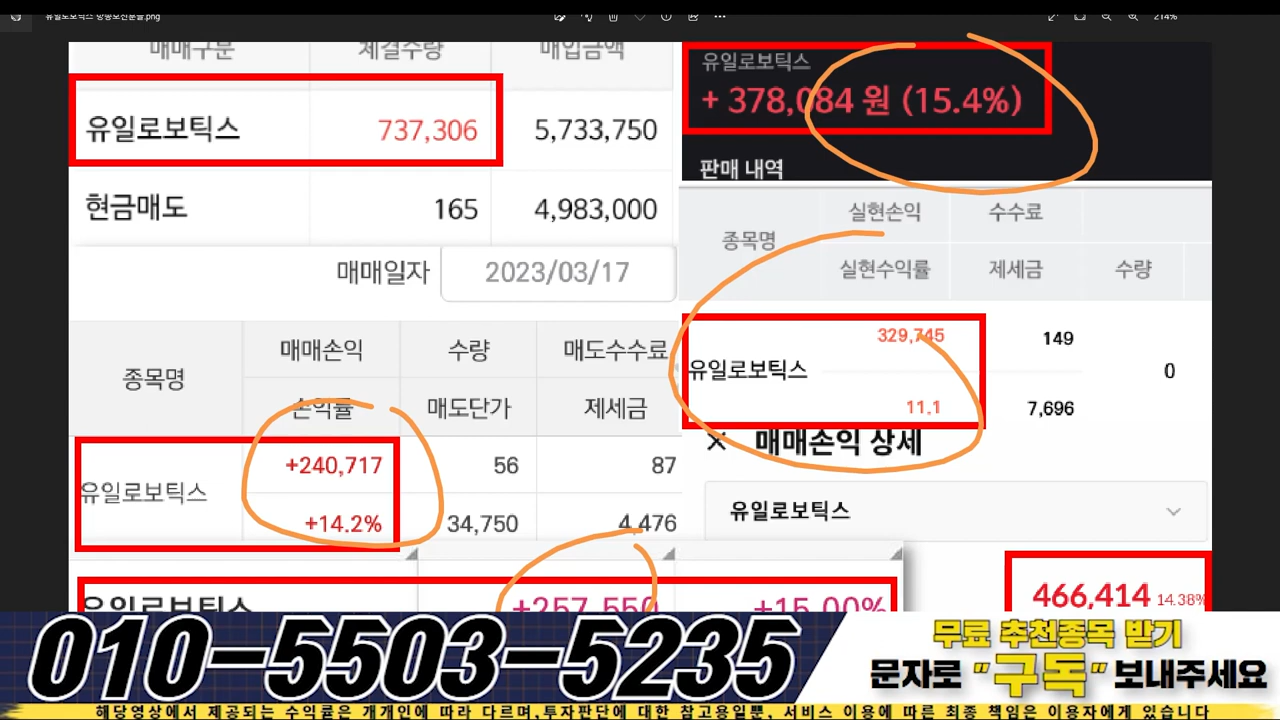 214%
매매구분 체결수량 매입금액
유일로보틱스 737,306 5,733,750
현금매도 165 4,983,000
매매일자 2023/03/17
종목명 매매손익 수량 매도수수료
손익률 매도단가 제세금
유일로보틱스 +240,717 56 87
+14.2% 34,750 4,476
유일로보틱스 +257,550 +15.00%
유일로보틱스
+ 378,084 원 (15.4%)
판매 내역
종목명 실현손익 수수료
실현수익률 제세금 수량
유일로보틱스 329,745 149 0
11.1 7,696
매매손익 상세
유일로보틱스
466,414 14.38%
010-5503-5235
무료 추천종목 받기
문자로 "구독" 보내주세요
해당영상에서 제공되는 수익률은 개개인에 따라 다르며,투자판단에 대한 참고용일뿐, 서비스 이용에 따른 최종 책임은 이용자에게 있습니다